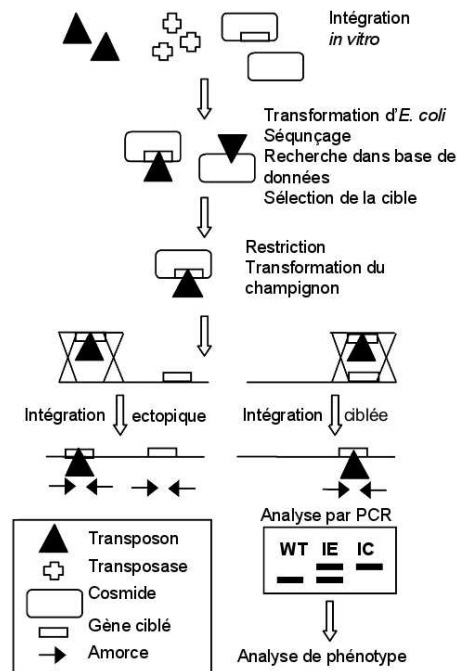 Intégration
in vitro
Transformation d'E. coli
Séqunçage
Recherche dans base de
données
Sélection de la cible
Restriction
Transformation du
champignon
Intégration ectopique
Intégration ciblée
Analyse par PCR
WT IE IC
Analyse de phénotype
Transposon
Transposase
Cosmide
Gène ciblé
Amorce